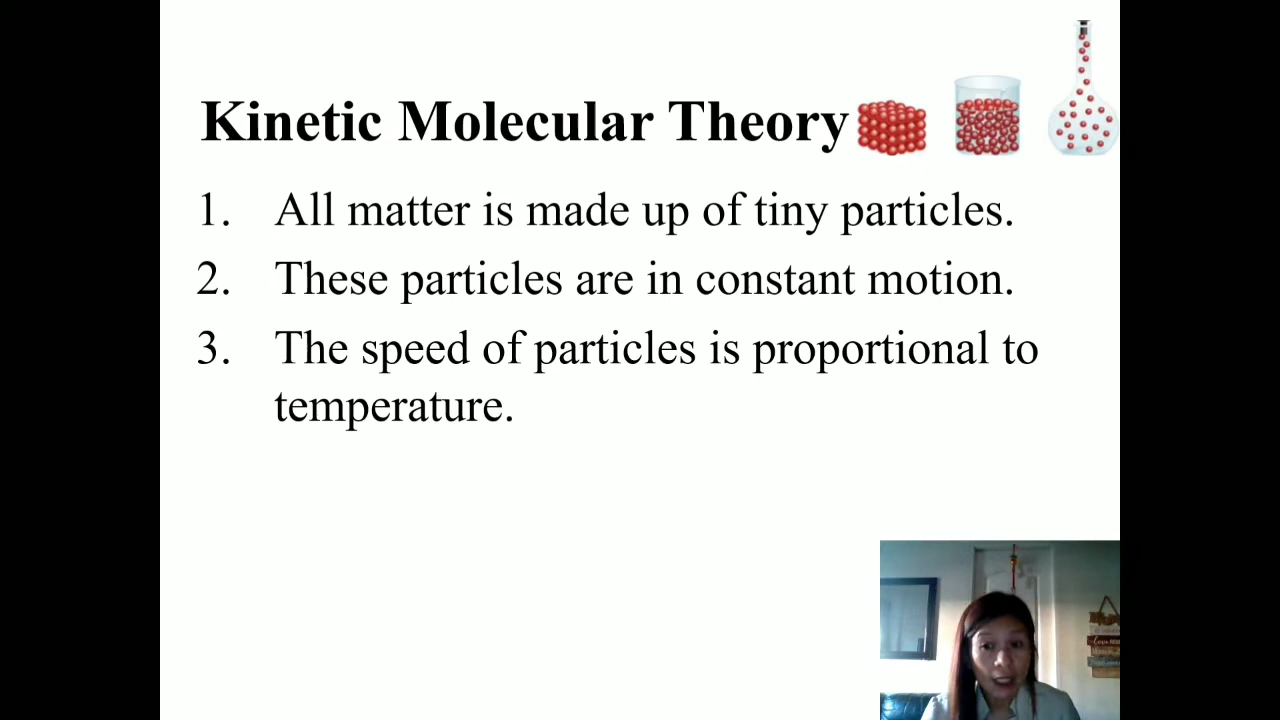 Kinetic Molecular Theory
1. All matter is made up of tiny particles.
2. These particles are in constant motion.
3. The speed of particles is proportional to
temperature.